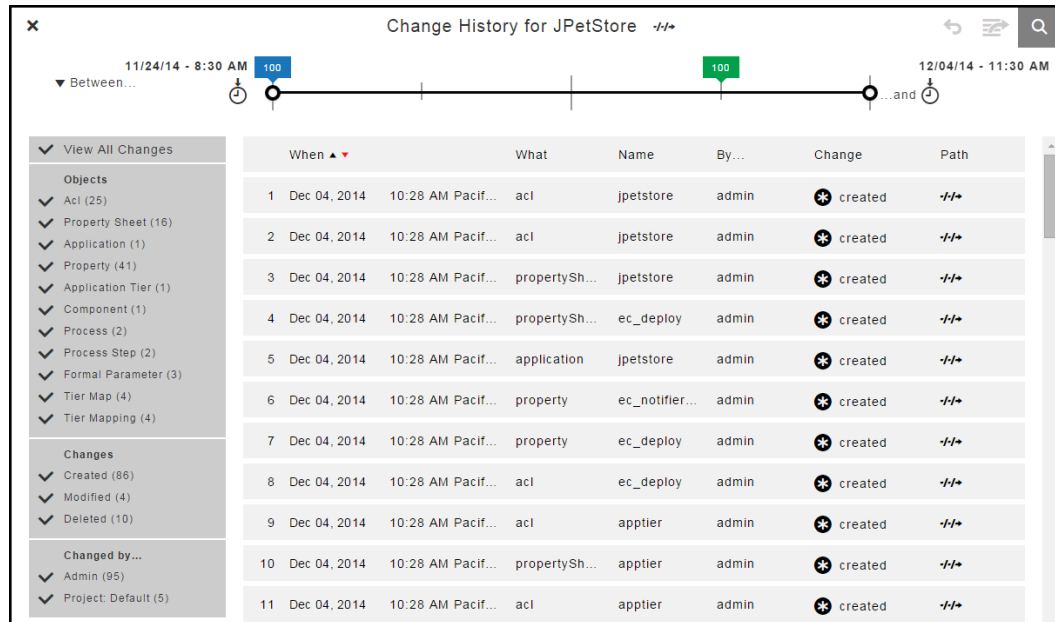 Change History for JPetStore
11/24/14 - 8:30 AM 100 100 12/04/14 - 11:30 AM
▼ Between... ...and
View All Changes
Objects
Acl (25)
Property Sheet (16)
Application (1)
Property (41)
Application Tier (1)
Component (1)
Process (2)
Process Step (2)
Formal Parameter (3)
Tier Map (4)
Tier Mapping (4)
Changes
Created (86)
Modified (4)
Deleted (10)
Changed by...
Admin (95)
Project: Default (5)
When ▲ ▼ What Name By... Change Path
1 Dec 04, 2014 10:28 AM Pacif... acl jpetstore admin created
2 Dec 04, 2014 10:28 AM Pacif... acl jpetstore admin created
3 Dec 04, 2014 10:28 AM Pacif... propertySh... jpetstore admin created
4 Dec 04, 2014 10:28 AM Pacif... propertySh... ec_deploy admin created
5 Dec 04, 2014 10:28 AM Pacif... application jpetstore admin created
6 Dec 04, 2014 10:28 AM Pacif... property ec_notifier... admin created
7 Dec 04, 2014 10:28 AM Pacif... property ec_deploy admin created
8 Dec 04, 2014 10:28 AM Pacif... acl ec_deploy admin created
9 Dec 04, 2014 10:28 AM Pacif... acl apptier admin created
10 Dec 04, 2014 10:28 AM Pacif... propertySh... apptier admin created
11 Dec 04, 2014 10:28 AM Pacif... acl apptier admin created